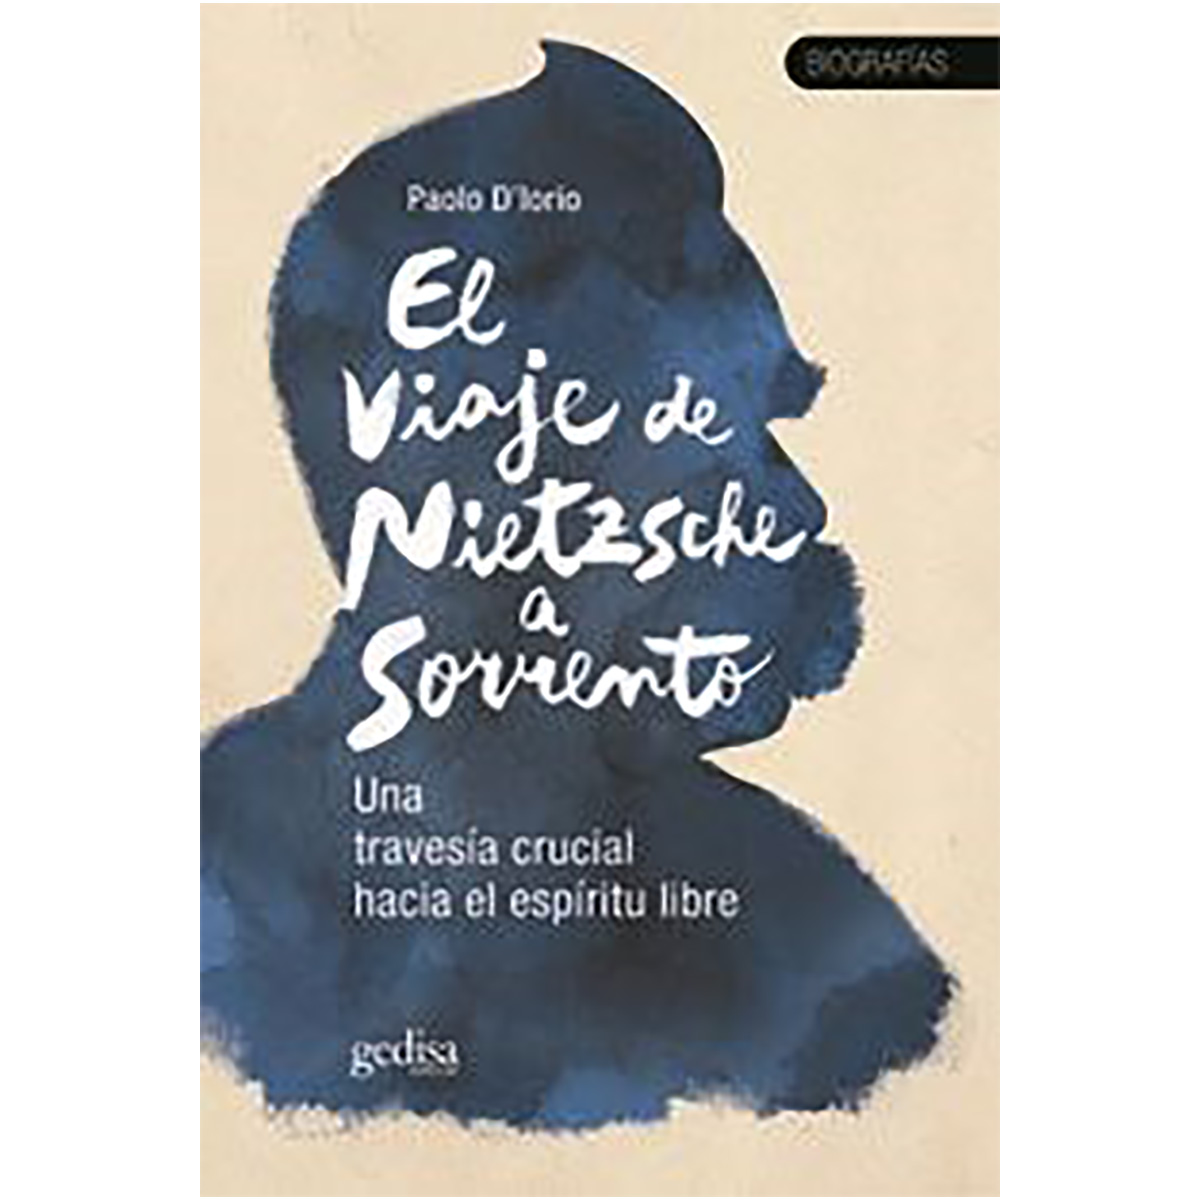 BIOGRAFÍAS
Paolo D'Iorio
El
Viaje de
Nietzsche
a
Sorrento
Una
travesía crucial
hacia el espíritu libre
gedisa